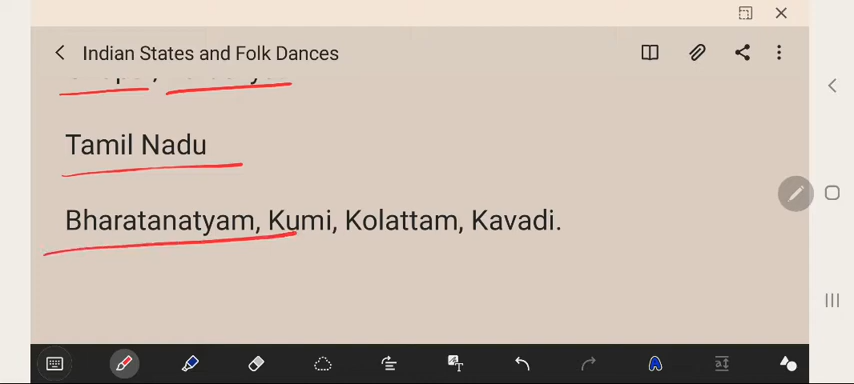 Indian States and Folk Dances
Tamil Nadu
Bharatanatyam, Kumi, Kolattam, Kavadi.